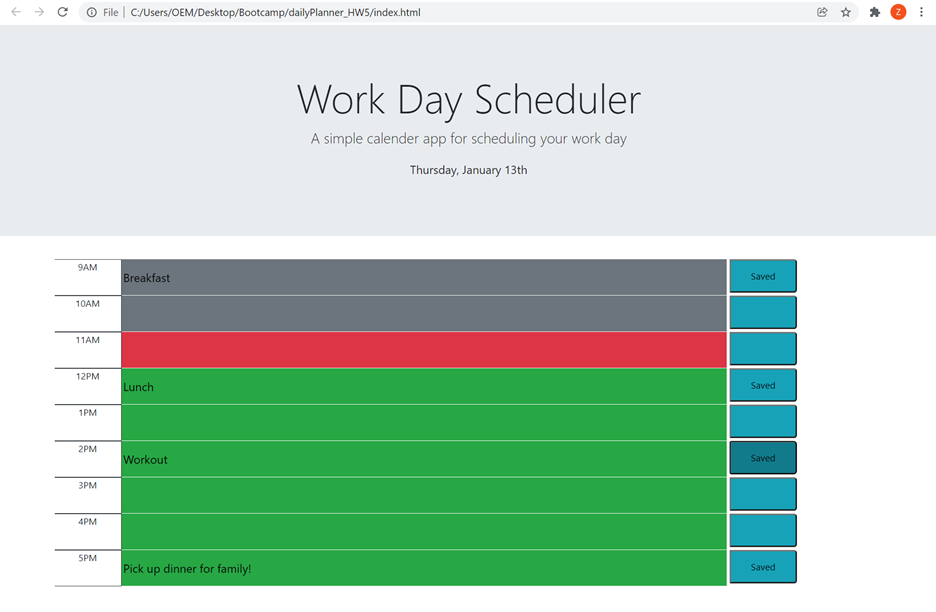 File | C:/Users/OEM/Desktop/Bootcamp/dailyPlanner_HW5/index.html
Z
Work Day Scheduler
A simple calender app for scheduling your work day
Thursday, January 13th
9AM Breakfast Saved
10AM
11AM
12PM Lunch Saved
1PM
2PM Workout Saved
3PM
4PM
5PM Pick up dinner for family! Saved